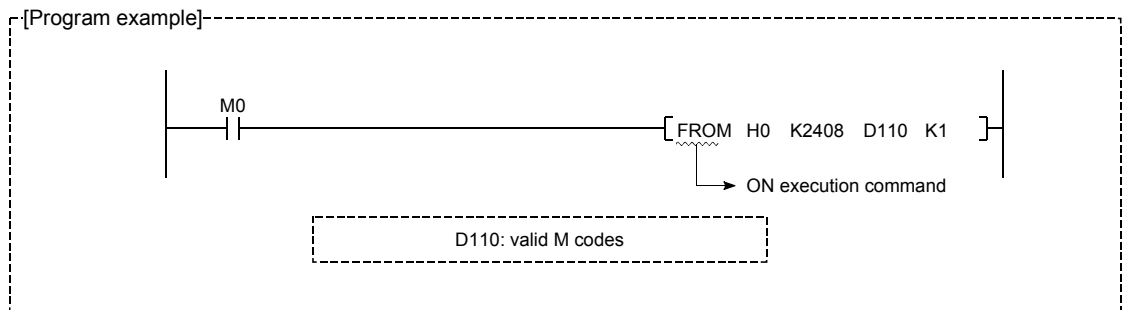 [Program example]
M0
FROM H0 K2408 D110 K1
ON execution command
D110: valid M codes